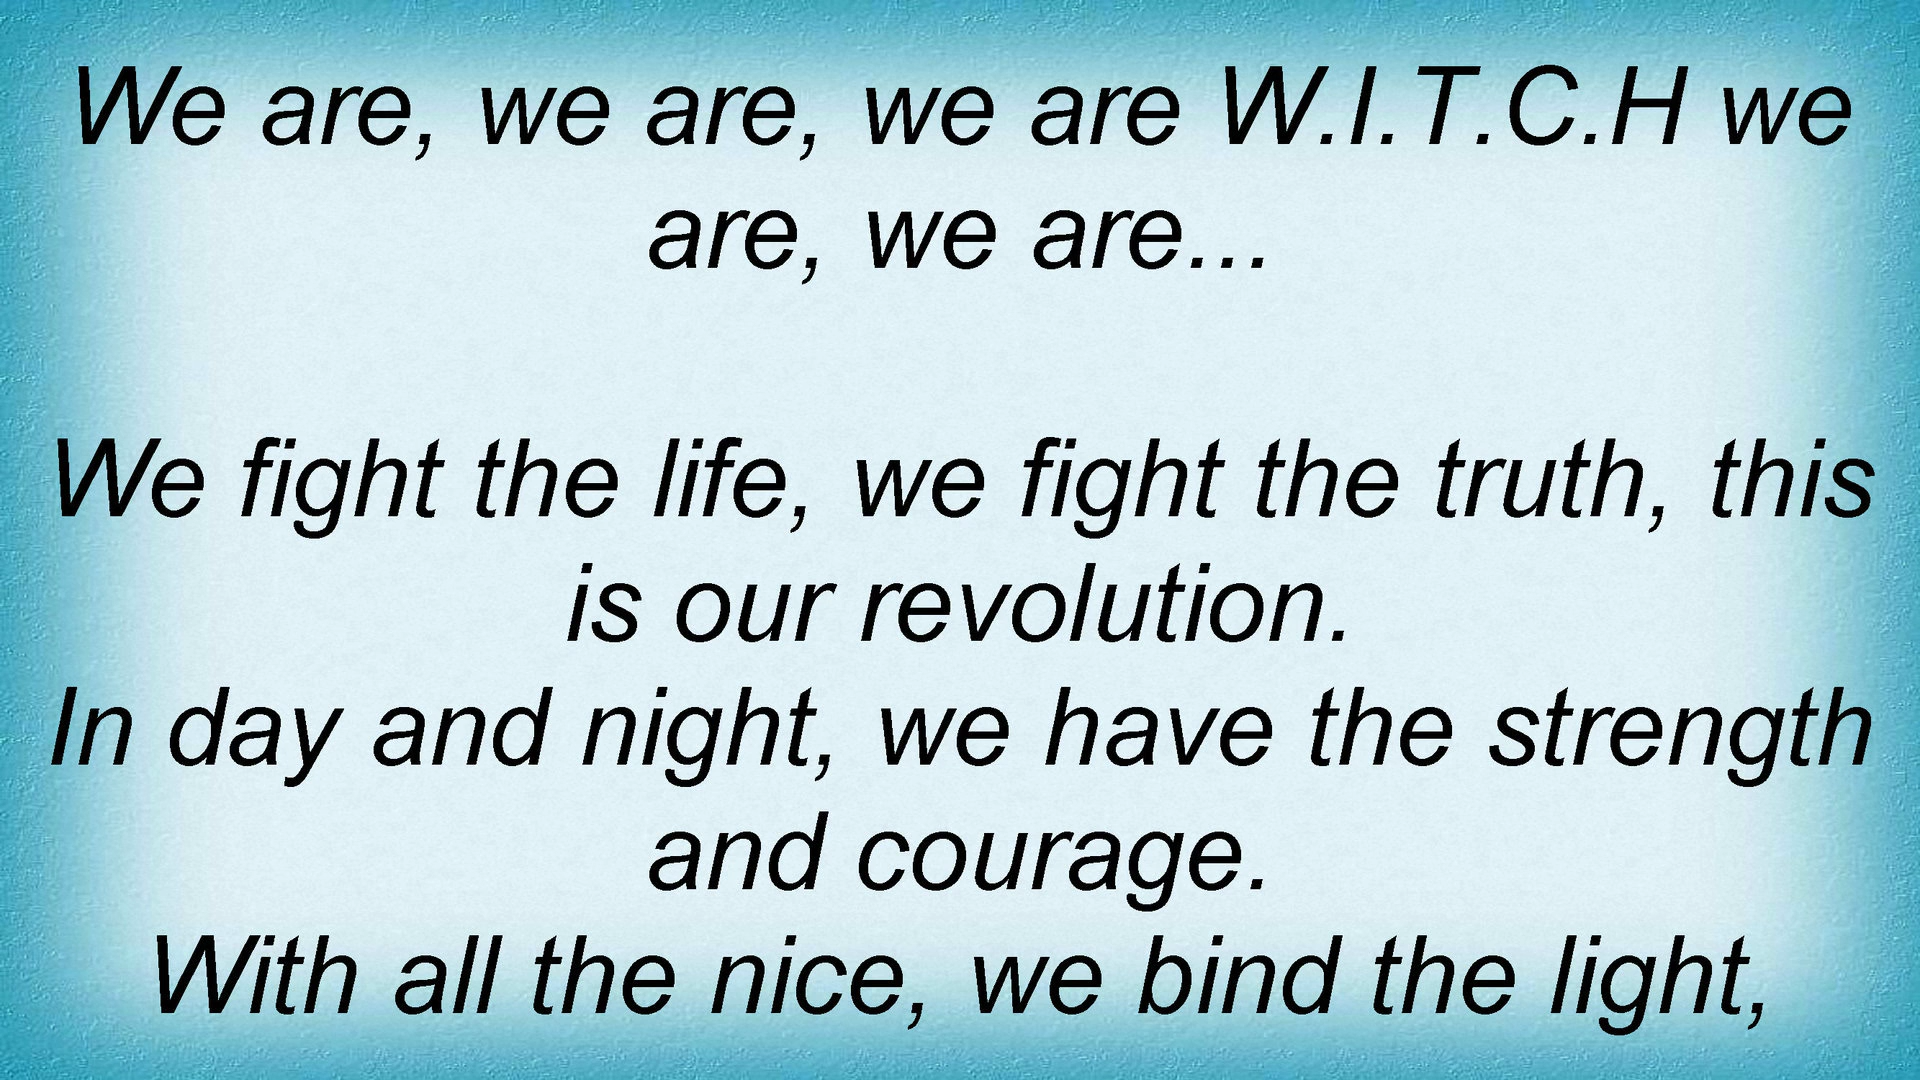 We are, we are, we are W.I.T.C.H we
are, we are...
We fight the life, we fight the truth, this
is our revolution.
In day and night, we have the strength
and courage.
With all the nice, we bind the light,